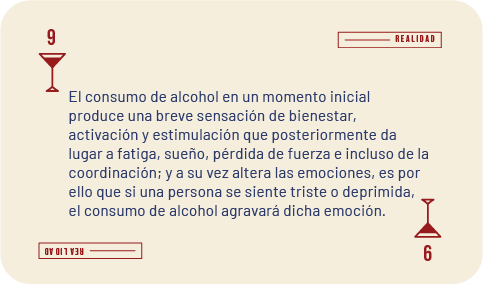 9
REALIDAD
El consumo de alcohol en un momento inicial
produce una breve sensación de bienestar,
activación y estimulación que posteriormente da
lugar a fatiga, sueño, pérdida de fuerza e incluso de la
coordinación; y a su vez altera las emociones, es por
ello que si una persona se siente triste o deprimida,
el consumo de alcohol agravará dicha emoción.
REALIDAD
9